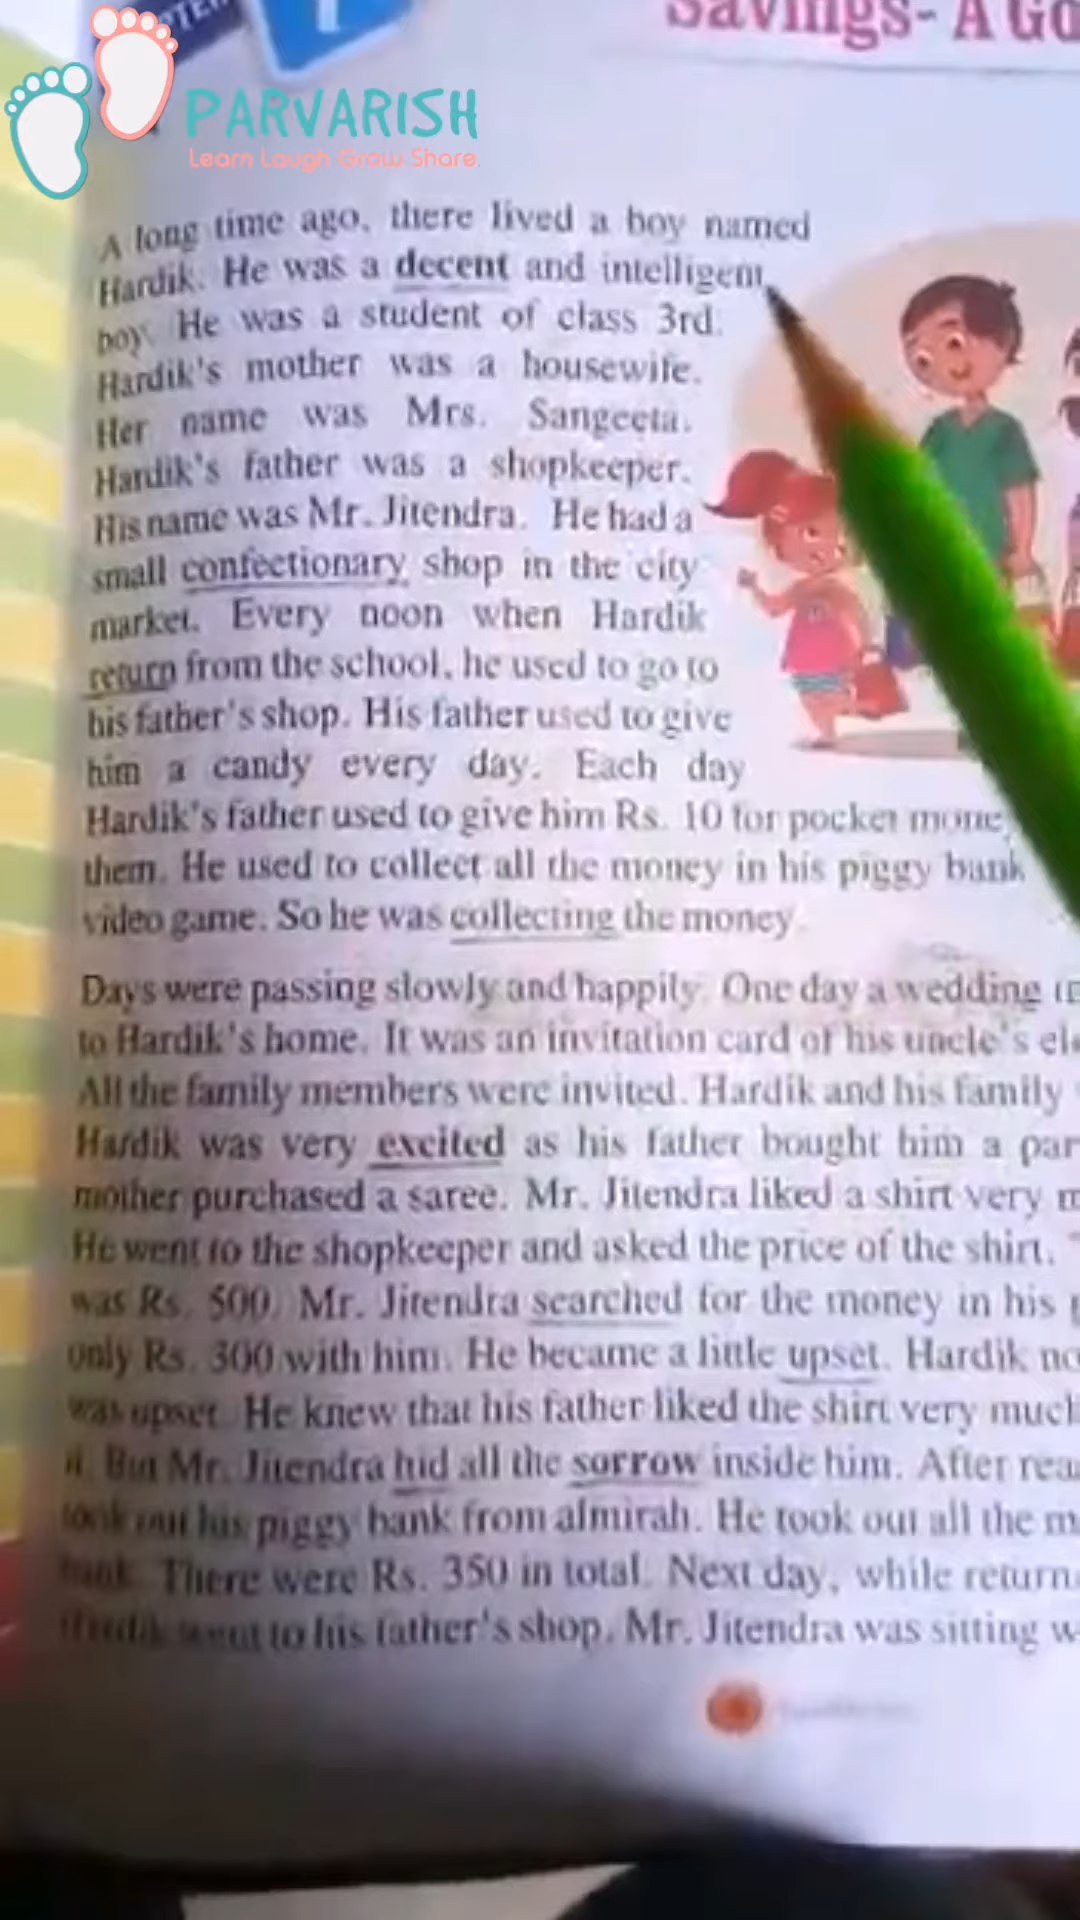 1
Savings- A Go
PARVARISH
Learn Laugh Grow Share.
A long time ago, there lived a boy named
Hardik. He was a decent and intelligent
boy. He was a student of class 3rd.
Hardik's mother was a housewife.
Her name was Mrs. Sangeeta.
Hardik's father was a shopkeeper.
His name was Mr. Jitendra. He had a
small confectionary shop in the city
market. Every noon when Hardik
return from the school, he used to go to
his father's shop. His father used to give
him a candy every day. Each day
Hardik's father used to give him Rs. 10 for pocket money
them. He used to collect all the money in his piggy bank
video game. So he was collecting the money.
Days were passing slowly and happily. One day a wedding
to Hardik's home. It was an invitation card of his uncle's
All the family members were invited. Hardik and his family
Hardik was very excited as his father bought him a par
mother purchased a saree. Mr. Jitendra liked a shirt very m
He went to the shopkeeper and asked the price of the shirt.
was Rs. 500. Mr. Jitendra searched for the money in his
only Rs. 300 with him. He became a little upset. Hardik no
was upset. He knew that his father liked the shirt very much
it. But Mr. Jitendra hid all the sorrow inside him. After rea
took out his piggy bank from almirah. He took out all the m
bank. There were Rs. 350 in total. Next day, while return
Hardik went to his father's shop. Mr. Jitendra was sitting w